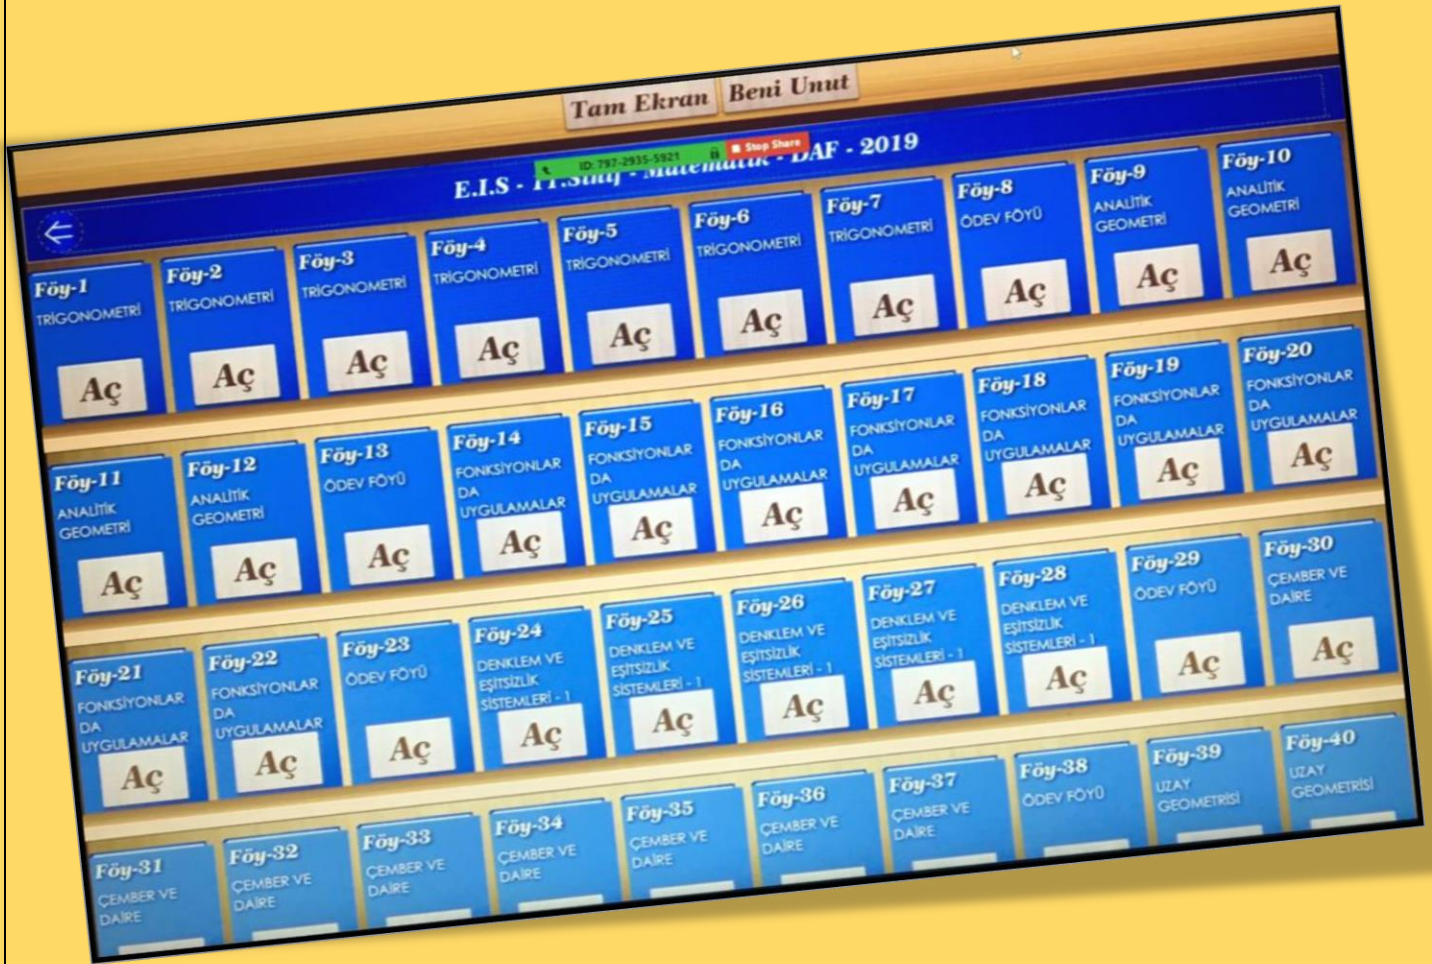 Tam Ekran Beni Unut
ID: 797-2935-5921 Stop Share
E.I.S - 11.Sınıf - Matematik - DAF - 2019
Föy-1
TRİGONOMETRİ
Aç
Föy-2
TRİGONOMETRİ
Aç
Föy-3
TRİGONOMETRİ
Aç
Föy-4
TRİGONOMETRİ
Aç
Föy-5
TRİGONOMETRİ
Aç
Föy-6
TRİGONOMETRİ
Aç
Föy-7
TRİGONOMETRİ
Aç
Föy-8
ÖDEV FÖYÜ
Aç
Föy-9
ANALİTİK
GEOMETRİ
Aç
Föy-10
ANALİTİK
GEOMETRİ
Aç
Föy-11
ANALİTİK
GEOMETRİ
Aç
Föy-12
ANALİTİK
GEOMETRİ
Aç
Föy-13
ÖDEV FÖYÜ
Aç
Föy-14
FONKSİYONLAR
DA
UYGULAMALAR
Aç
Föy-15
FONKSİYONLAR
DA
UYGULAMALAR
Aç
Föy-16
FONKSİYONLAR
DA
UYGULAMALAR
Aç
Föy-17
FONKSİYONLAR
DA
UYGULAMALAR
Aç
Föy-18
FONKSİYONLAR
DA
UYGULAMALAR
Aç
Föy-19
FONKSİYONLAR
DA
UYGULAMALAR
Aç
Föy-20
FONKSİYONLAR
DA
UYGULAMALAR
Aç
Föy-21
FONKSİYONLAR
DA
UYGULAMALAR
Aç
Föy-22
FONKSİYONLAR
DA
UYGULAMALAR
Aç
Föy-23
ÖDEV FÖYÜ
Aç
Föy-24
DENKLEM VE
EŞİTSİZLİK
SİSTEMLERİ - 1
Aç
Föy-25
DENKLEM VE
EŞİTSİZLİK
SİSTEMLERİ - 1
Aç
Föy-26
DENKLEM VE
EŞİTSİZLİK
SİSTEMLERİ - 1
Aç
Föy-27
DENKLEM VE
EŞİTSİZLİK
SİSTEMLERİ - 1
Aç
Föy-28
DENKLEM VE
EŞİTSİZLİK
SİSTEMLERİ - 1
Aç
Föy-29
ÖDEV FÖYÜ
Aç
Föy-30
ÇEMBER VE
DAİRE
Aç
Föy-31
ÇEMBER VE
DAİRE
Föy-32
ÇEMBER VE
DAİRE
Föy-33
ÇEMBER VE
DAİRE
Föy-34
ÇEMBER VE
DAİRE
Föy-35
ÇEMBER VE
DAİRE
Föy-36
ÇEMBER VE
DAİRE
Föy-37
ÇEMBER VE
DAİRE
Föy-38
ÖDEV FÖYÜ
Föy-39
UZAY
GEOMETRİSİ
Föy-40
UZAY
GEOMETRİSİ